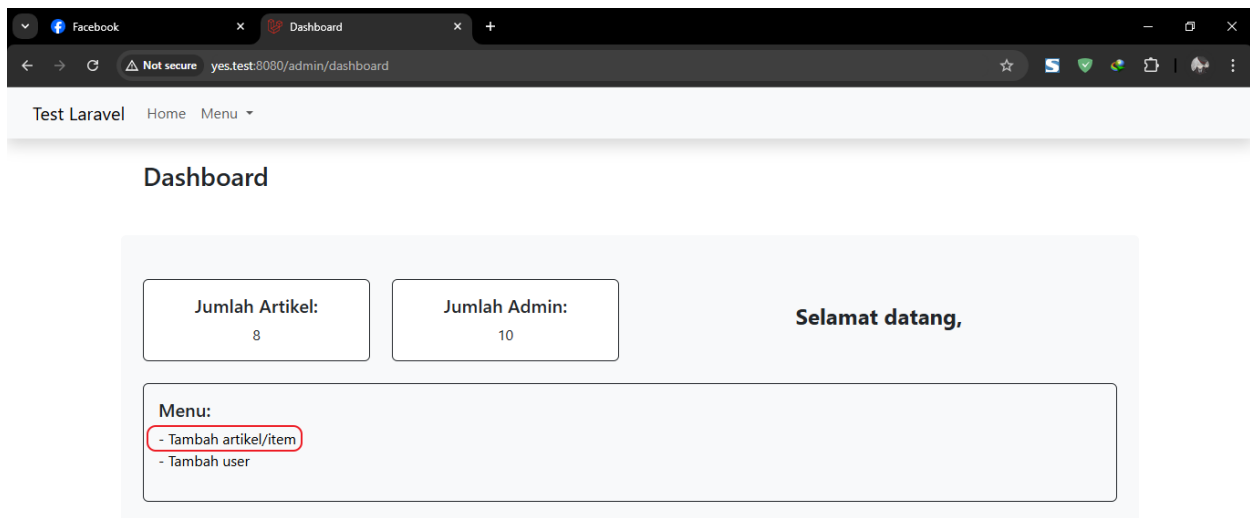 Facebook
Dashboard
Not secure yes.test:8080/admin/dashboard
Test Laravel Home Menu
Dashboard
Jumlah Artikel:
8
Jumlah Admin:
10
Selamat datang,
Menu:
- Tambah artikel/item
- Tambah user